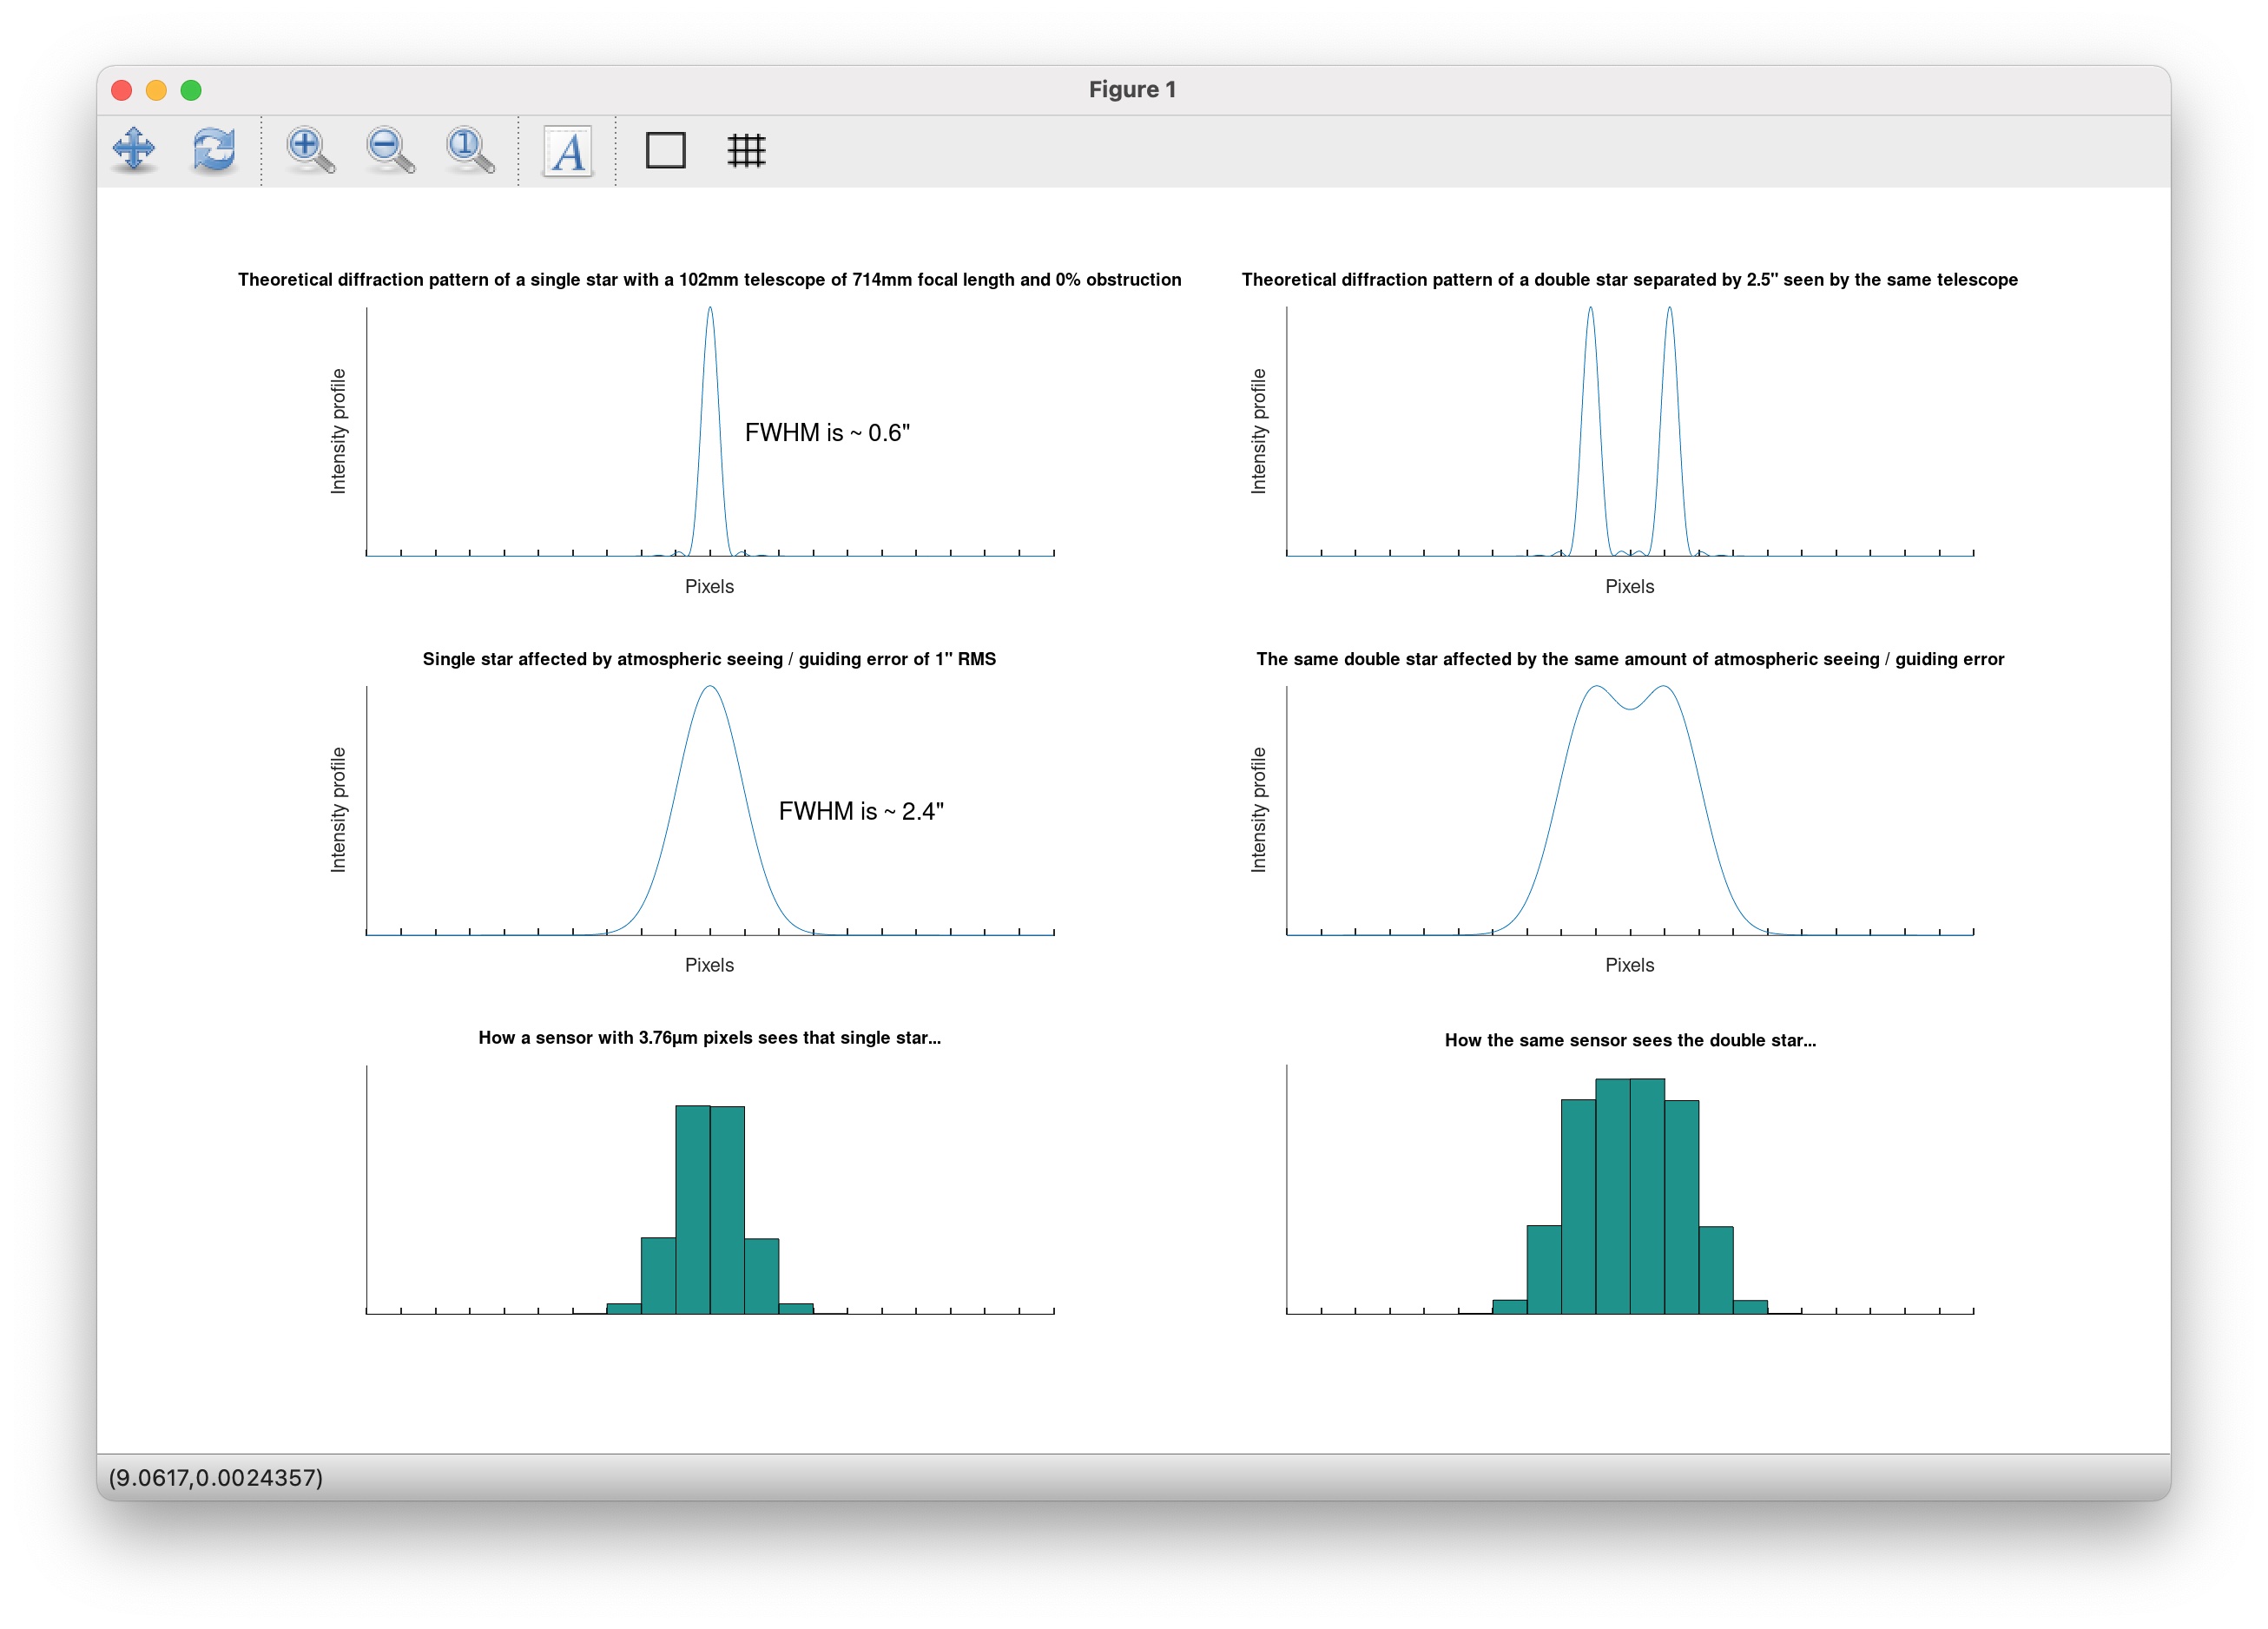 Figure 1
1
A
Theoretical diffraction pattern of a single star with a 102mm telescope of 714mm focal length and 0% obstruction
Intensity profile
FWHM is ~ 0.6"
Pixels
Theoretical diffraction pattern of a double star separated by 2.5" seen by the same telescope
Intensity profile
Pixels
Single star affected by atmospheric seeing / guiding error of 1" RMS
Intensity profile
FWHM is ~ 2.4"
Pixels
The same double star affected by the same amount of atmospheric seeing / guiding error
Intensity profile
Pixels
How a sensor with 3.76µm pixels sees that single star...
How the same sensor sees the double star...
(9.0617,0.0024357)